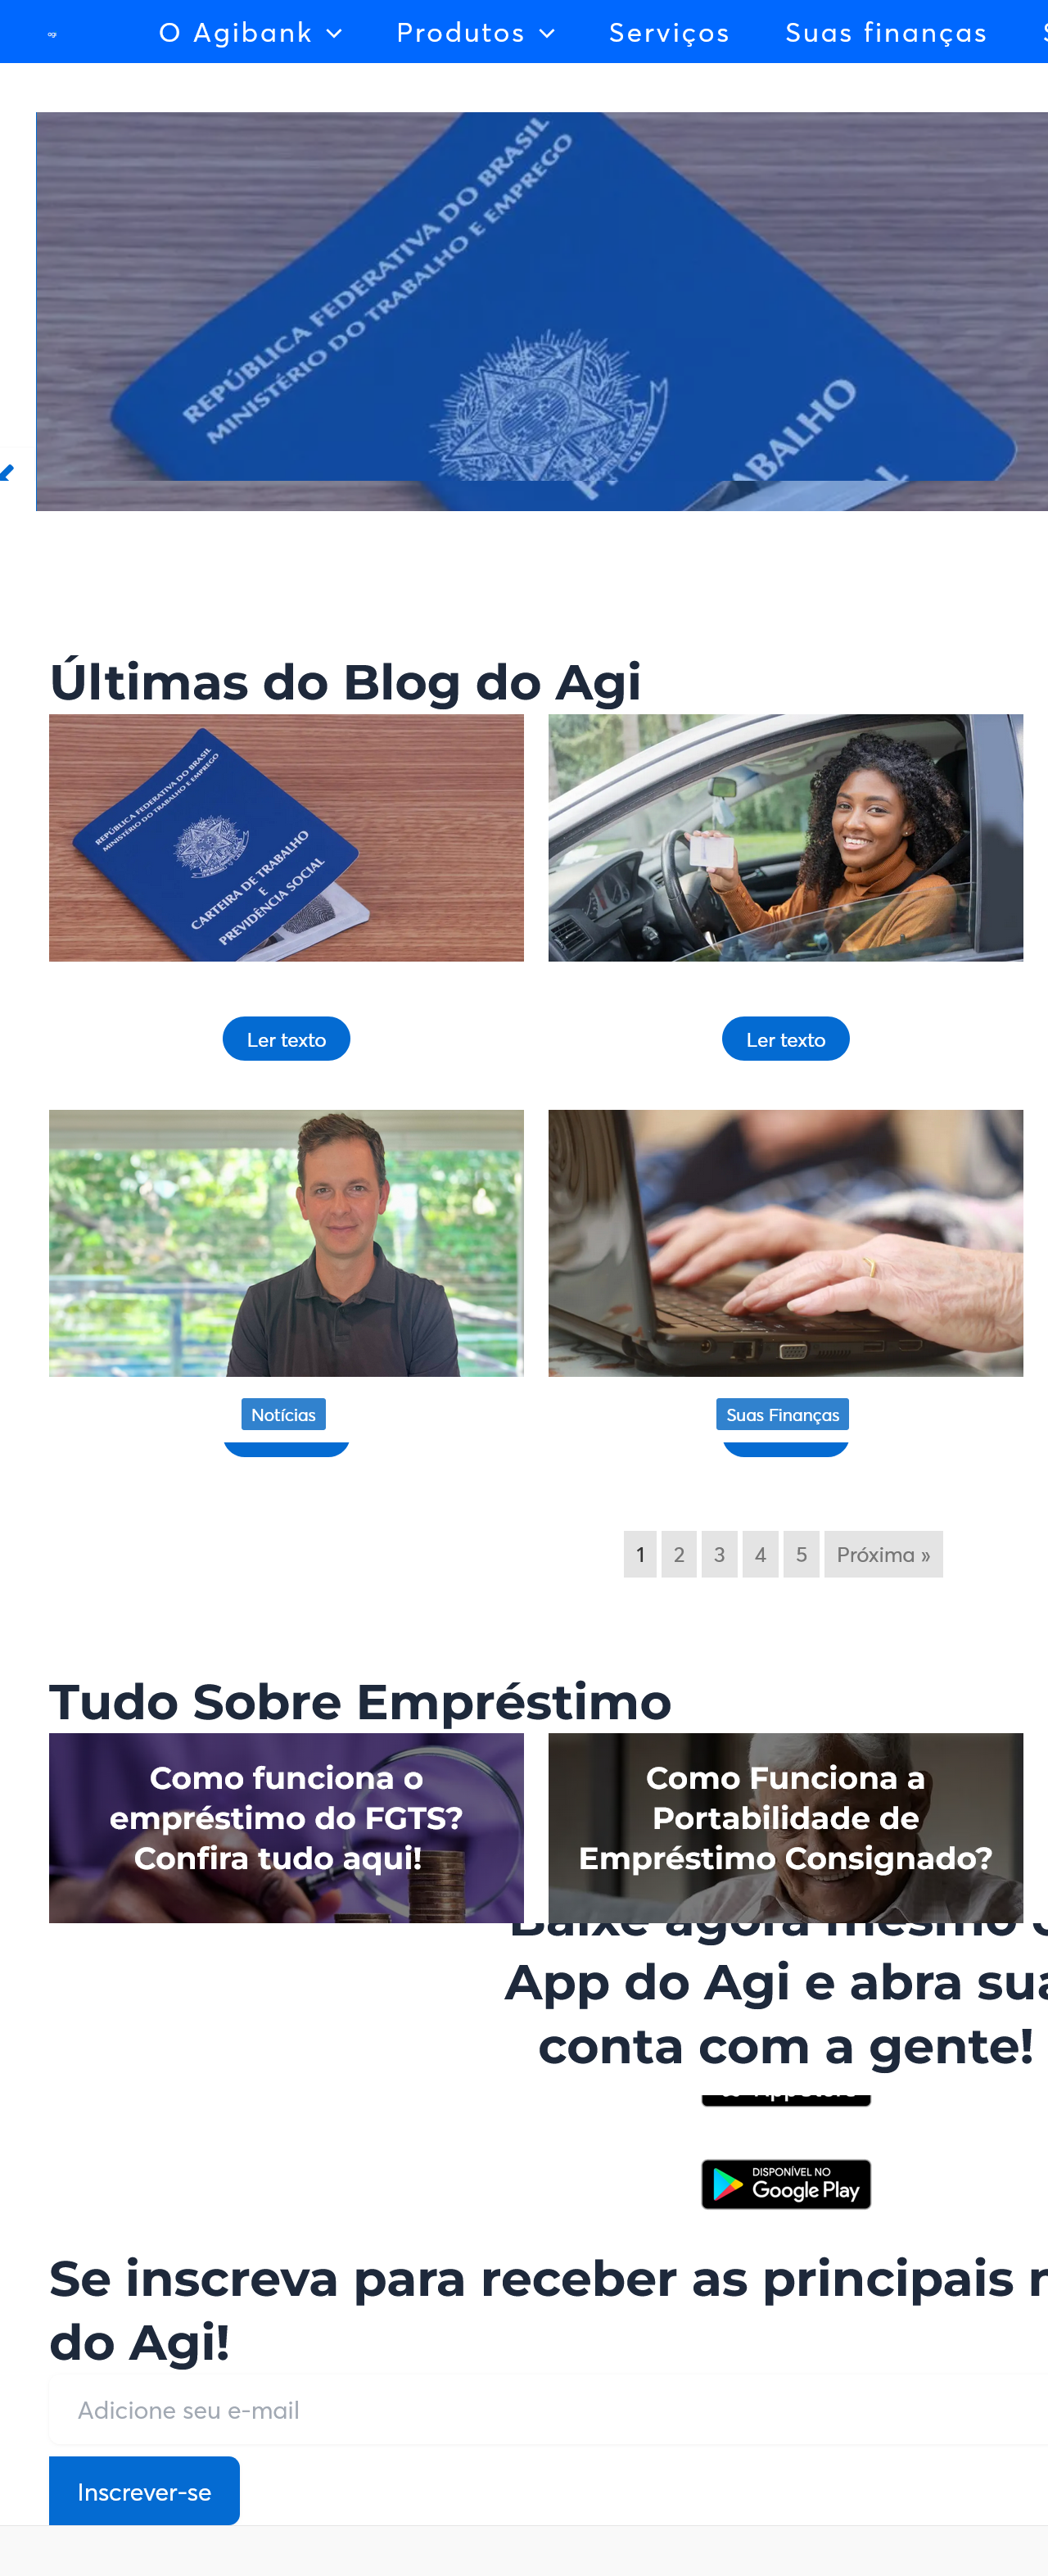 agi
O Agibank
Produtos
Serviços
Suas finanças
REPÚBLICA FEDERATIVA DO BRASIL
MINISTÉRIO DO TRABALHO E EMPREGO
Últimas do Blog do Agi
REPÚBLICA FEDERATIVA DO BRASIL
MINISTÉRIO DO TRABALHO E EMPREGO
CARTEIRA DE TRABALHO
E
PREVIDÊNCIA SOCIAL
Ler texto
Ler texto
Notícias
Suas Finanças
1 2 3 4 5 Próxima »
Tudo Sobre Empréstimo
Como funciona o
empréstimo do FGTS?
Confira tudo aqui!
Como Funciona a
Portabilidade de
Empréstimo Consignado?
Baixe agora mesmo
App do Agi e abra sua
conta com a gente!
DISPONÍVEL NO
Google Play
Se inscreva para receber as principais
do Agi!
Adicione seu e-mail
Inscrever-se